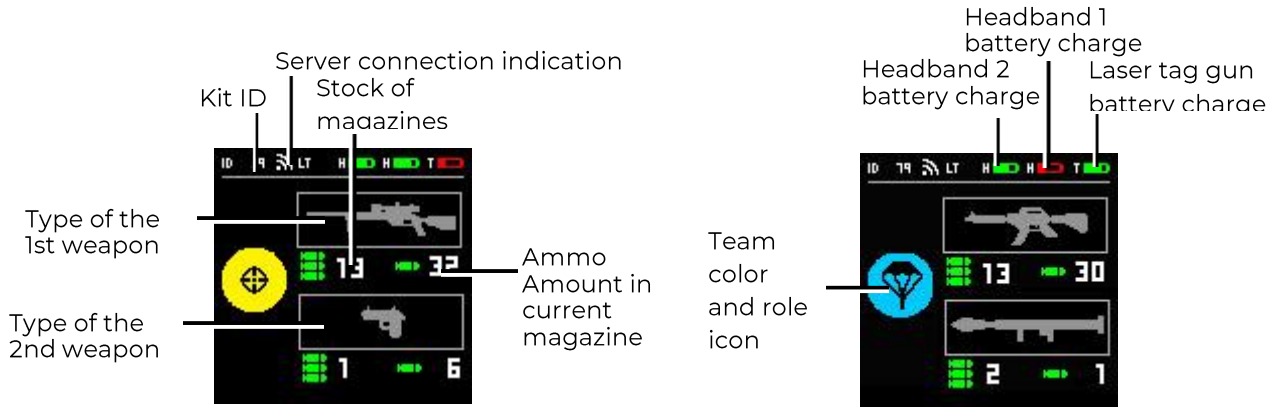 Server connection indication
Kit ID
Stock of
magazines
ID 9 LT H H T
Type of the
1st weapon
13 32
Ammo
Amount in
current
magazine
Type of the
2nd weapon
1 6
Headband 1
battery charge
Headband 2
battery charge
Laser tag gun
battery charge
ID 79 LT H H T
Team
color
and role
icon
13 30
2 1